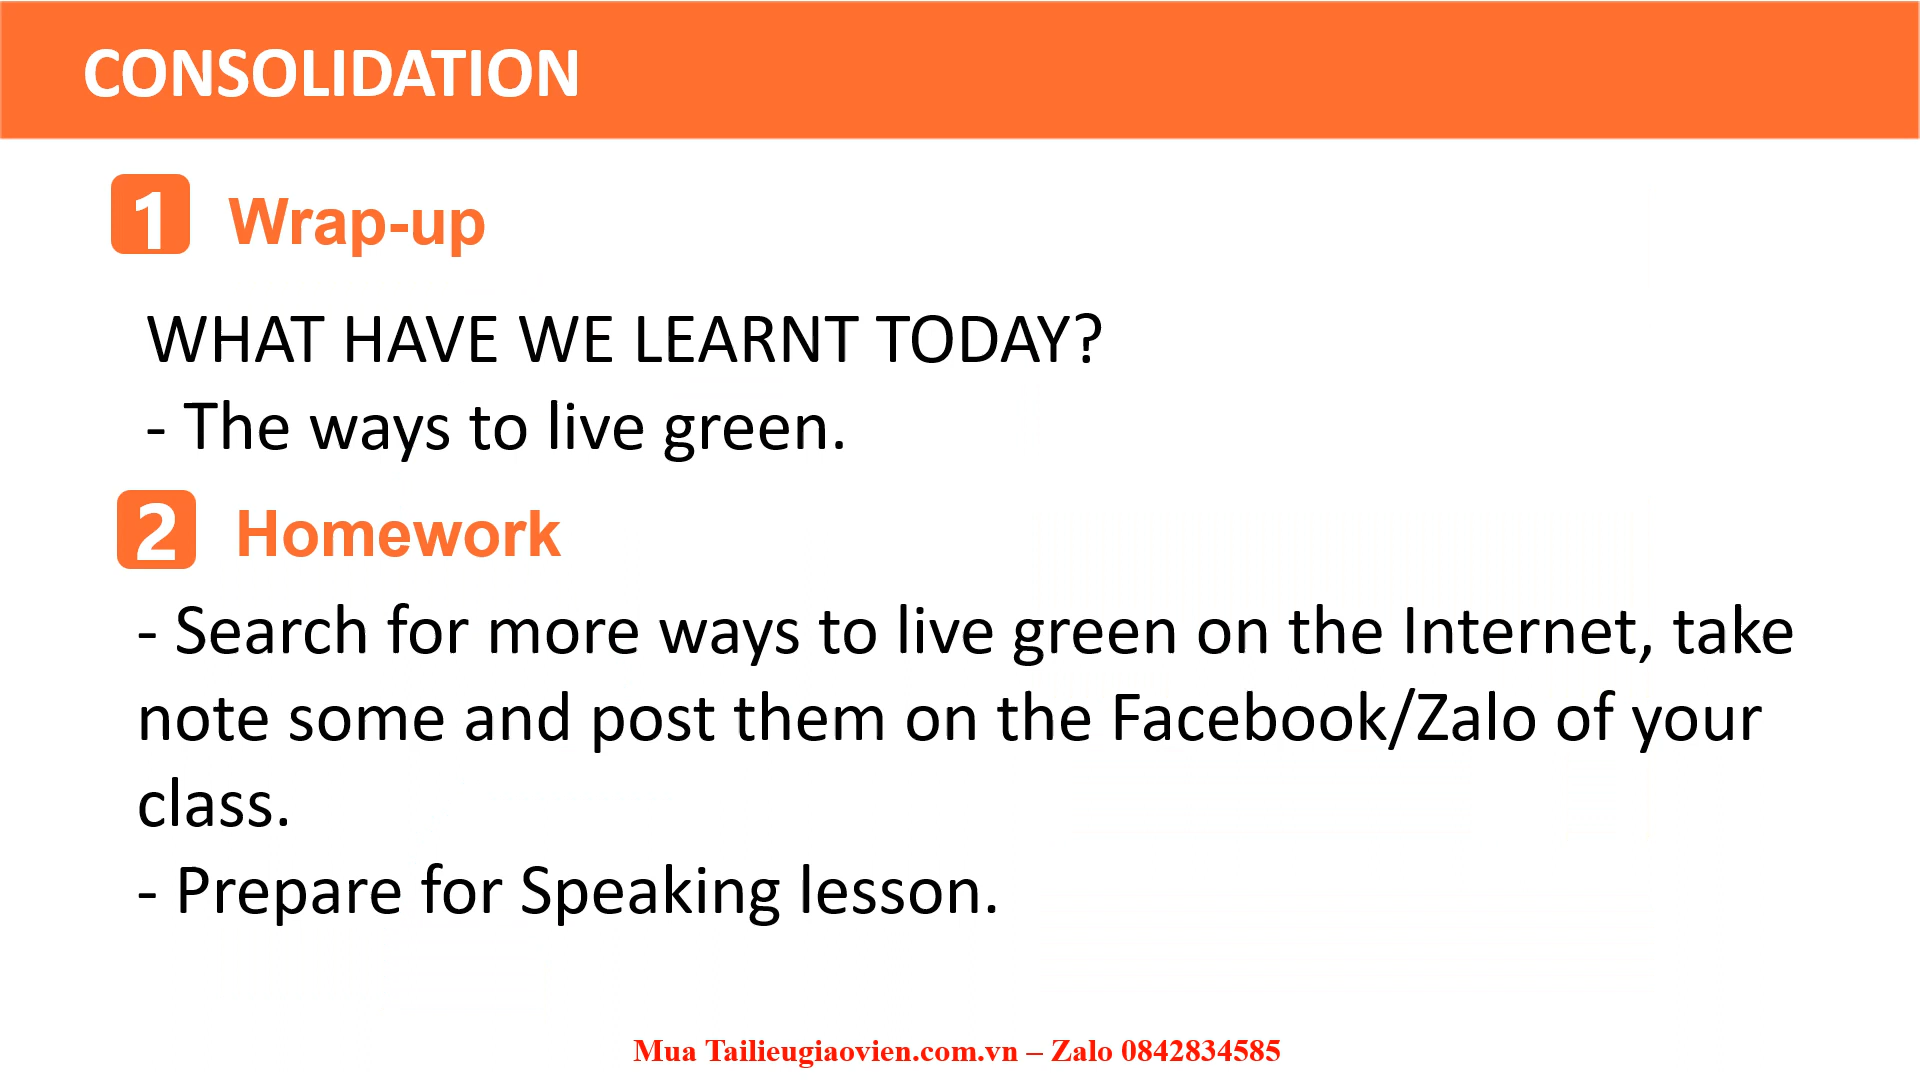 CONSOLIDATION
1 Wrap-up
WHAT HAVE WE LEARNT TODAY?
- The ways to live green.
2 Homework
- Search for more ways to live green on the Internet, take
note some and post them on the Facebook/Zalo of your
class.
- Prepare for Speaking lesson.
Mua Tailieugiaovien.com.vn – Zalo 0842834585